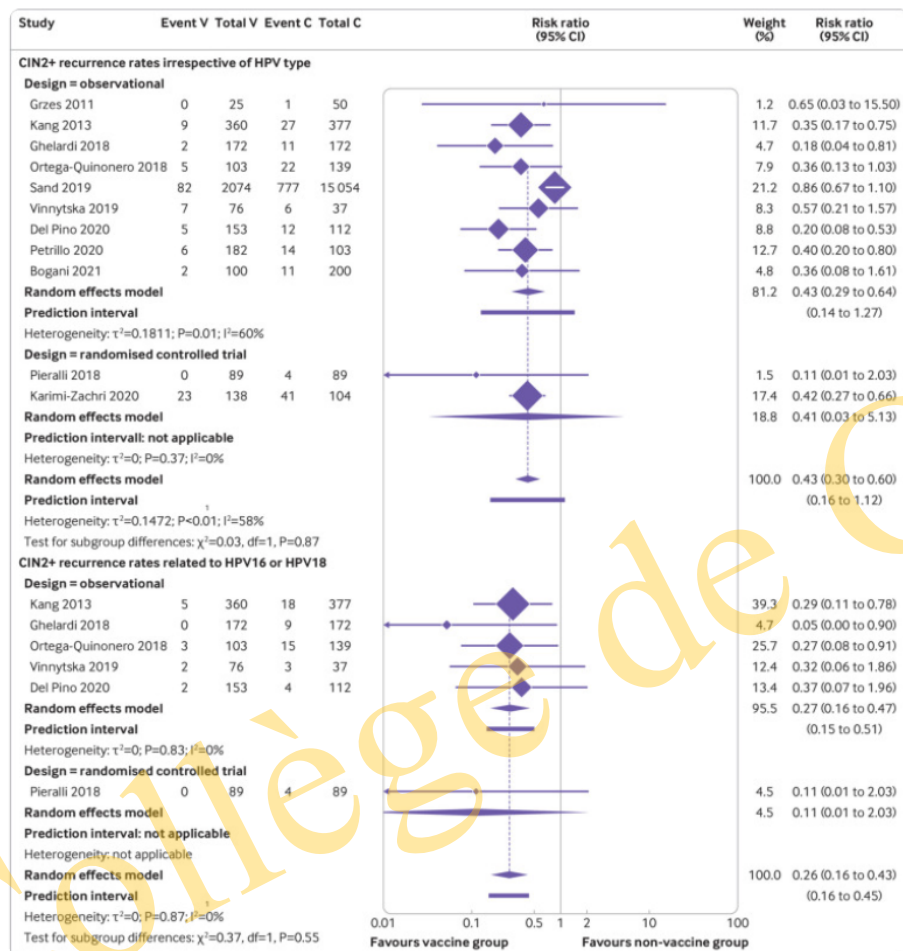 Study Event V Total V Event C Total C Risk ratio (95% CI) Weight (%) Risk ratio (95% CI)
CIN2+ recurrence rates irrespective of HPV type
Design = observational
Grzes 2011 0 25 1 50 1.2 0.65 (0.03 to 15.50)
Kang 2013 9 360 27 377 11.7 0.35 (0.17 to 0.75)
Ghelardi 2018 2 172 11 172 4.7 0.18 (0.04 to 0.81)
Ortega-Quinonero 2018 5 103 22 139 7.9 0.36 (0.13 to 1.03)
Sand 2019 82 2074 777 15 054 21.2 0.86 (0.67 to 1.10)
Vinnytska 2019 7 76 6 37 8.3 0.57 (0.21 to 1.57)
Del Pino 2020 5 153 12 112 8.8 0.20 (0.08 to 0.53)
Petrillo 2020 6 182 14 103 12.7 0.40 (0.20 to 0.80)
Bogani 2021 2 100 11 200 4.8 0.36 (0.08 to 1.61)
Random effects model 81.2 0.43 (0.29 to 0.64)
Prediction interval (0.14 to 1.27)
Heterogeneity: τ²=0.1811; P=0.01; I²=60%
Design = randomised controlled trial
Pieralli 2018 0 89 4 89 1.5 0.11 (0.01 to 2.03)
Karimi-Zachri 2020 23 138 41 104 17.4 0.42 (0.27 to 0.66)
Random effects model 18.8 0.41 (0.03 to 5.13)
Prediction intervall: not applicable
Heterogeneity: τ²=0; P=0.37; I²=0%
Random effects model 100.0 0.43 (0.30 to 0.60)
Prediction interval (0.16 to 1.12)
1
Heterogeneity: τ²=0.1472; P<0.01; I²=58%
Test for subgroup differences: χ²=0.03, df=1, P=0.87
CIN2+ recurrence rates related to HPV16 or HPV18
Design = observational
Kang 2013 5 360 18 377 39.3 0.29 (0.11 to 0.78)
Ghelardi 2018 0 172 9 172 4.7 0.05 (0.00 to 0.90)
Ortega-Quinonero 2018 3 103 15 139 25.7 0.27 (0.08 to 0.91)
Vinnytska 2019 2 76 3 37 12.4 0.32 (0.06 to 1.86)
Del Pino 2020 2 153 4 112 13.4 0.37 (0.07 to 1.96)
Random effects model 95.5 0.27 (0.16 to 0.47)
Prediction interval (0.15 to 0.51)
Heterogeneity: τ²=0; P=0.83; I²=0%
Design = randomised controlled trial
Pieralli 2018 0 89 4 89 4.5 0.11 (0.01 to 2.03)
Random effects model 4.5 0.11 (0.01 to 2.03)
Prediction interval: not applicable
Heterogeneity: not applicable
Random effects model 100.0 0.26 (0.16 to 0.43)
Prediction interval (0.16 to 0.45)
1
Heterogeneity: τ²=0; P=0.87; I²=0%
Test for subgroup differences: χ²=0.37, df=1, P=0.55
0.01 0.1 0.5 1 2 10 100
Favours vaccine group Favours non-vaccine group
ollège de